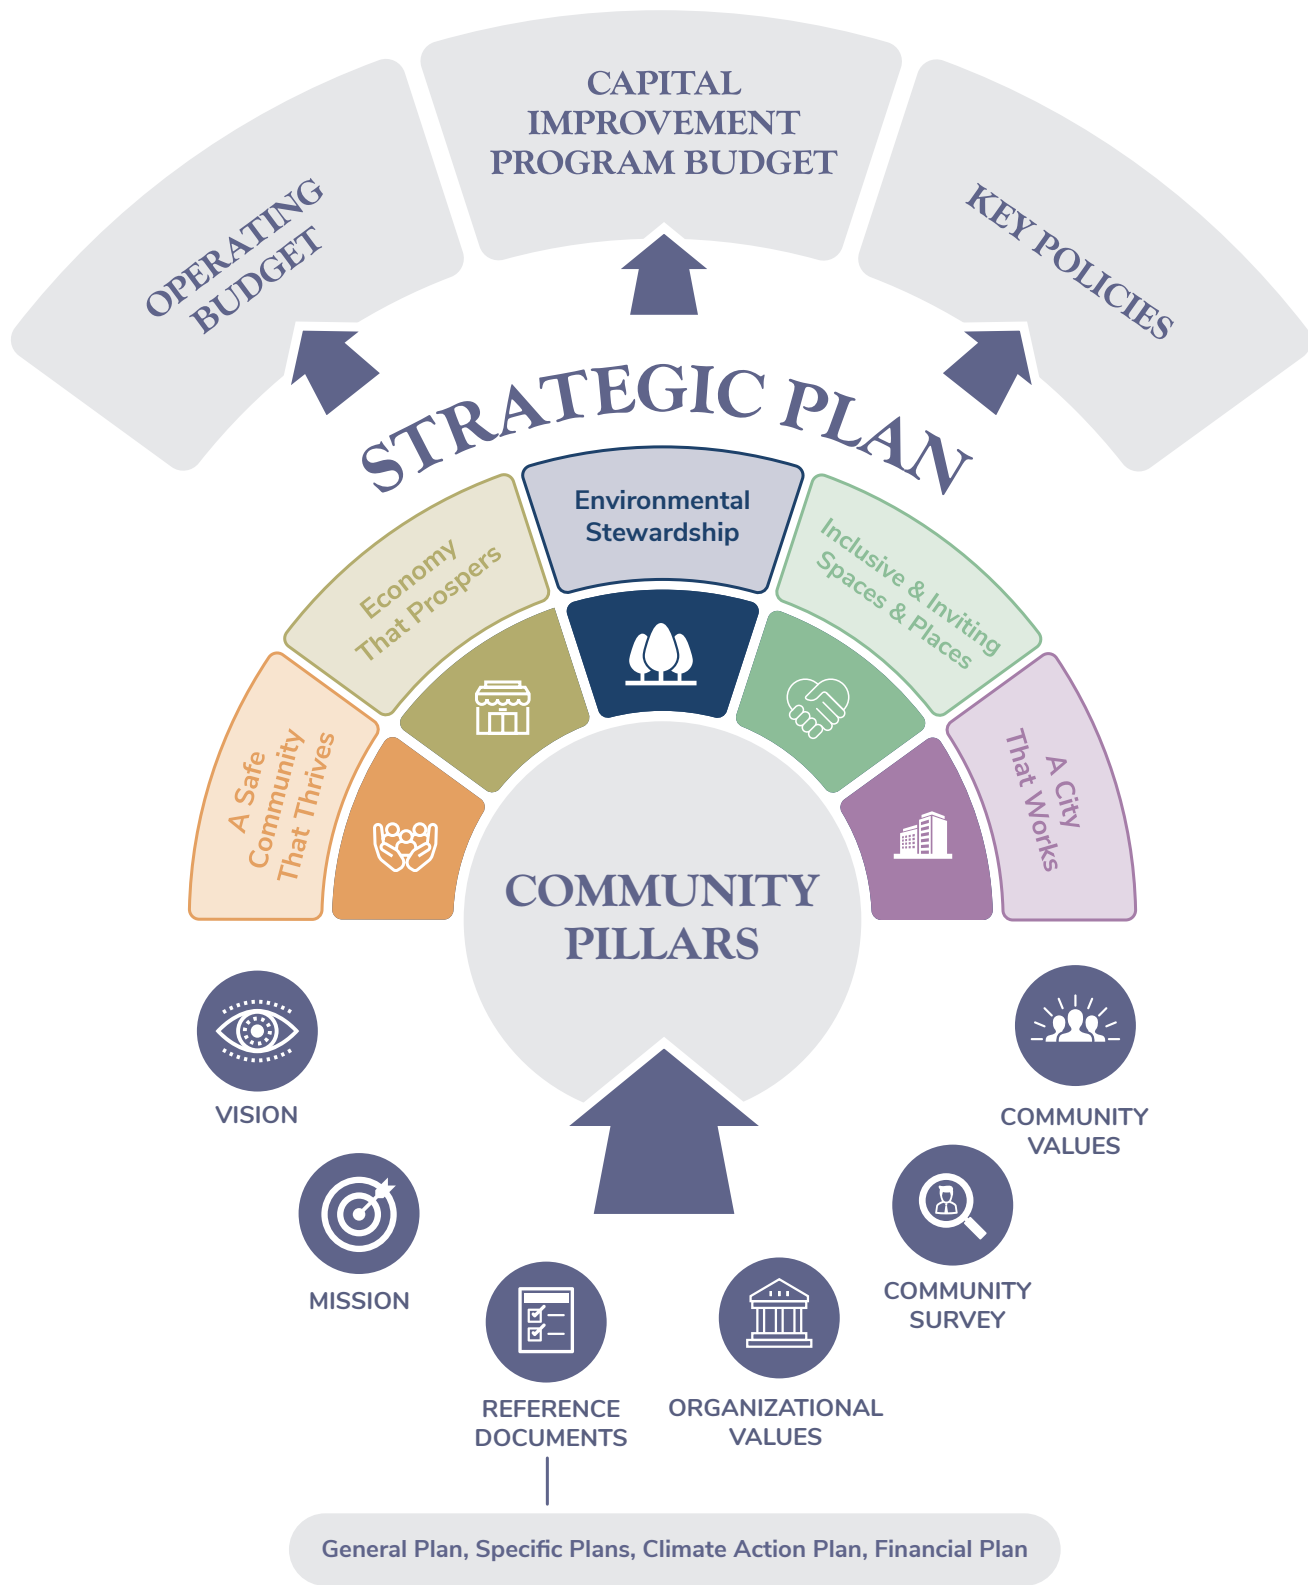 CAPITAL
IMPROVEMENT
PROGRAM BUDGET
OPERATING
BUDGET
KEY POLICIES
STRATEGIC PLAN
A Safe
Community
That Thrives
Economy
That Prospers
Environmental
Stewardship
Inclusive & Inviting
Spaces & Places
A City
That Works
COMMUNITY
PILLARS
VISION
MISSION
REFERENCE
DOCUMENTS
ORGANIZATIONAL
VALUES
COMMUNITY
SURVEY
COMMUNITY
VALUES
General Plan, Specific Plans, Climate Action Plan, Financial Plan